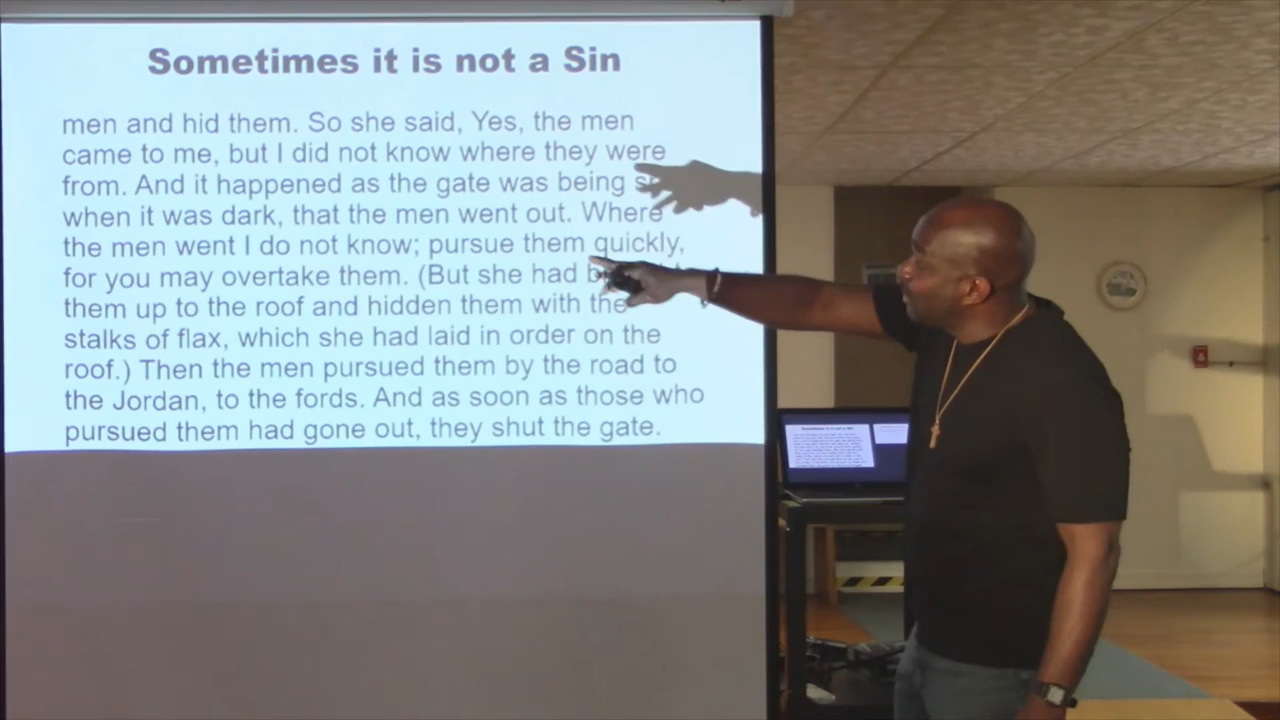 Sometimes it is not a Sin
men and hid them. So she said, Yes, the men
came to me, but I did not know where they were
from. And it happened as the gate was being
when it was dark, that the men went out. Where
the men went I do not know; pursue them quickly,
for you may overtake them. (But she had
them up to the roof and hidden them with the
stalks of flax, which she had laid in order on the
roof.) Then the men pursued them by the road to
the Jordan, to the fords. And as soon as those who
pursued them had gone out, they shut the gate.
Sometimes it is not a Sin